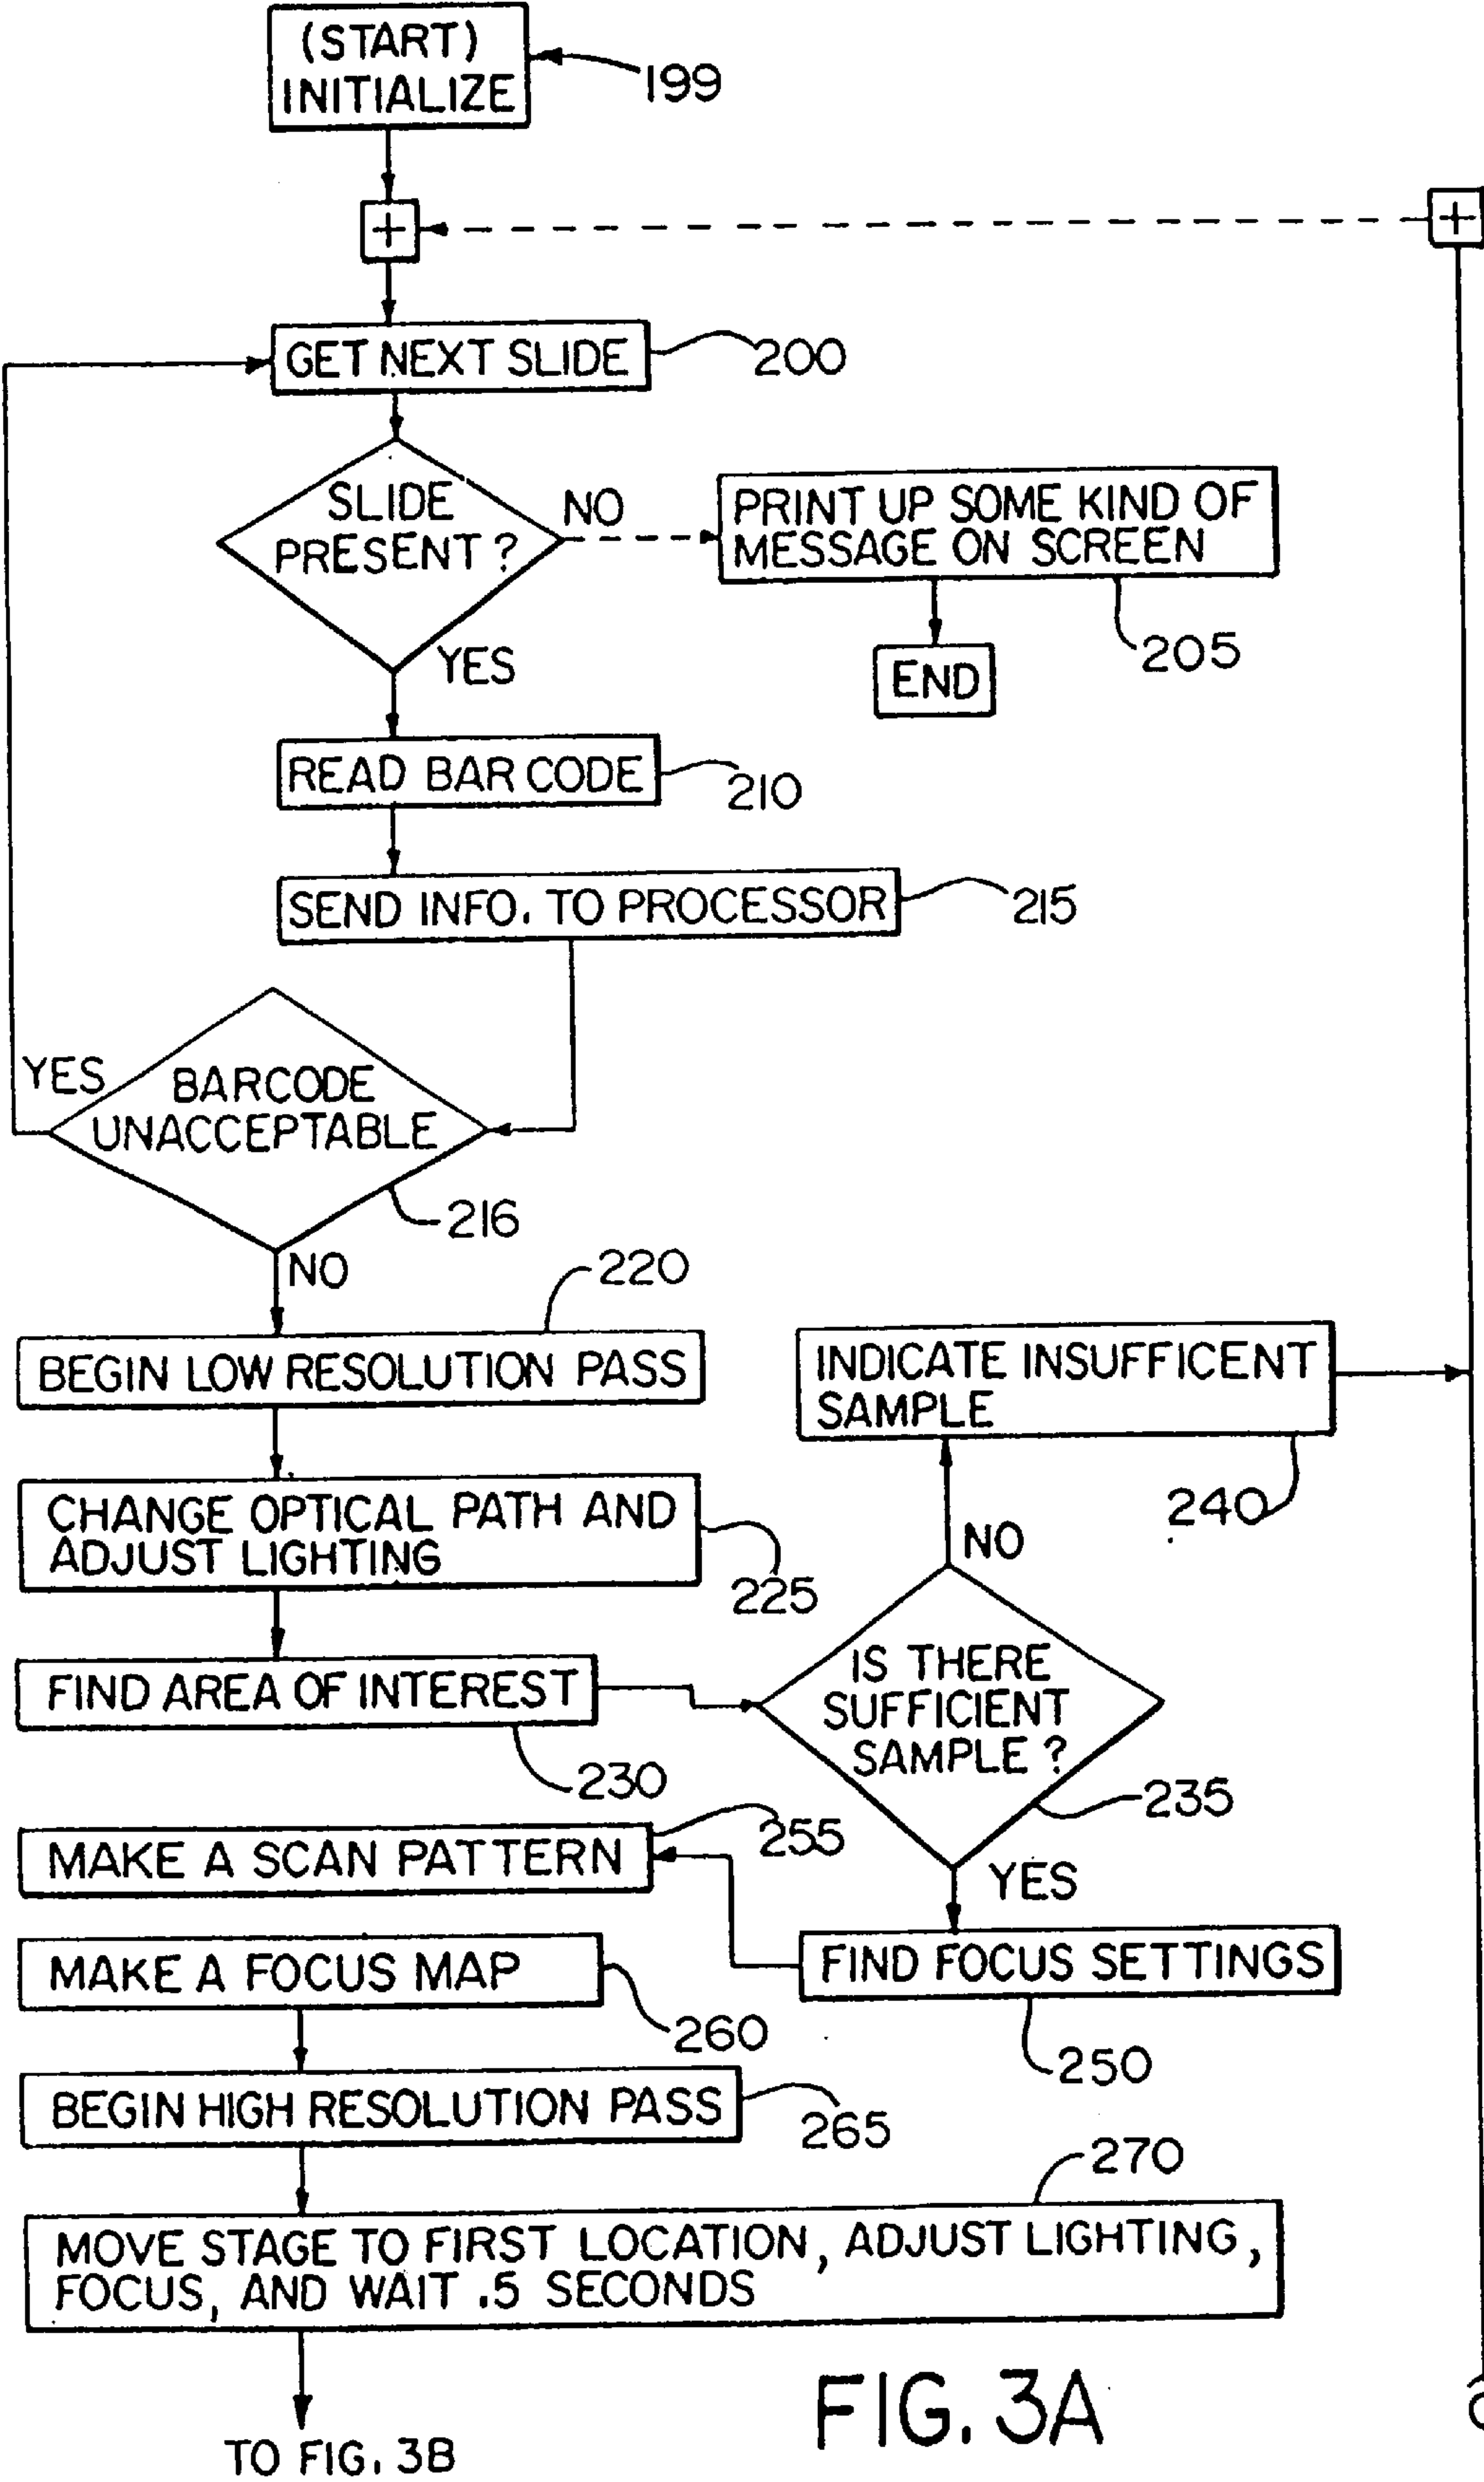 (START)
INITIALIZE
199
+
+
GET NEXT SLIDE
200
SLIDE
PRESENT?
NO
PRINT UP SOME KIND OF
MESSAGE ON SCREEN
205
END
YES
READ BAR CODE
210
SEND INFO. TO PROCESSOR
215
YES
BARCODE
UNACCEPTABLE
216
NO
220
BEGIN LOW RESOLUTION PASS
INDICATE INSUFFICENT
SAMPLE
240
CHANGE OPTICAL PATH AND
ADJUST LIGHTING
225
NO
FIND AREA OF INTEREST
230
IS THERE
SUFFICIENT
SAMPLE?
235
YES
255
MAKE A SCAN PATTERN
FIND FOCUS SETTINGS
250
MAKE A FOCUS MAP
260
BEGIN HIGH RESOLUTION PASS
265
270
MOVE STAGE TO FIRST LOCATION, ADJUST LIGHTING,
FOCUS, AND WAIT .5 SECONDS
TO FIG. 3B
FIG. 3A